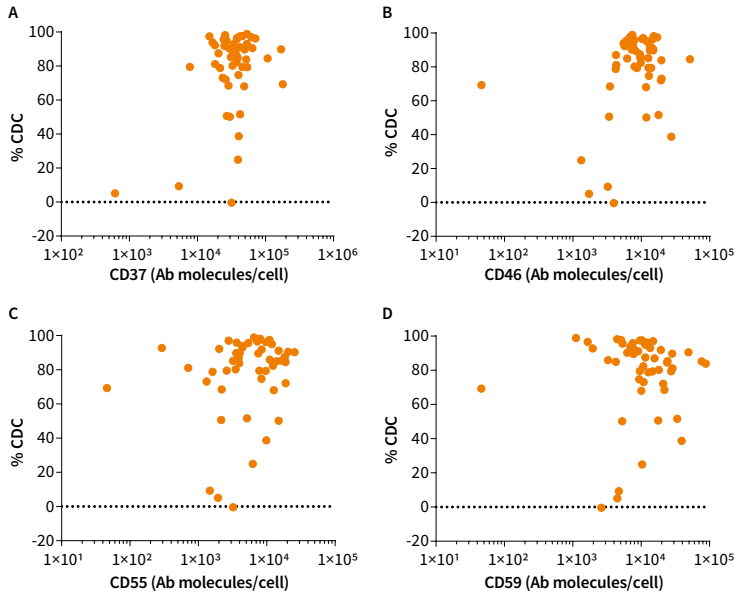 A
% CDC
100
80
60
40
20
0
-20
1×10² 1×10³ 1×10⁴ 1×10⁵ 1×10⁶
CD37 (Ab molecules/cell)
B
% CDC
100
80
60
40
20
0
-20
1×10¹ 1×10² 1×10³ 1×10⁴ 1×10⁵
CD46 (Ab molecules/cell)
C
% CDC
100
80
60
40
20
0
-20
1×10¹ 1×10² 1×10³ 1×10⁴ 1×10⁵
CD55 (Ab molecules/cell)
D
% CDC
100
80
60
40
20
0
-20
1×10¹ 1×10² 1×10³ 1×10⁴ 1×10⁵
CD59 (Ab molecules/cell)